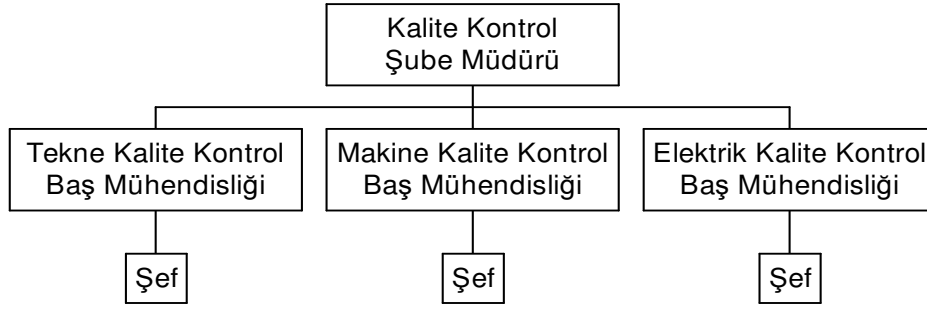 Kalite Kontrol
Şube Müdürü
Tekne Kalite Kontrol
Baş Mühendisliği
Makine Kalite Kontrol
Baş Mühendisliği
Elektrik Kalite Kontrol
Baş Mühendisliği
Şef
Şef
Şef